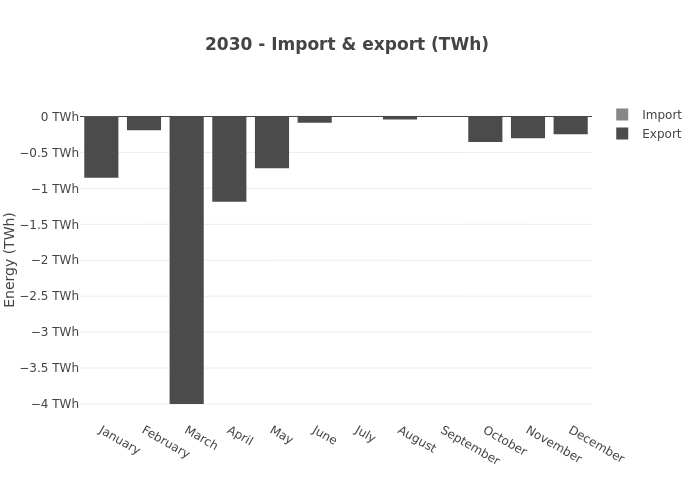 2030 - Import & export (TWh)
0 TWh
−0.5 TWh
−1 TWh
−1.5 TWh
−2 TWh
−2.5 TWh
−3 TWh
−3.5 TWh
−4 TWh
Energy (TWh)
January
February
March
April
May
June
July
August
September
October
November
December
Import
Export